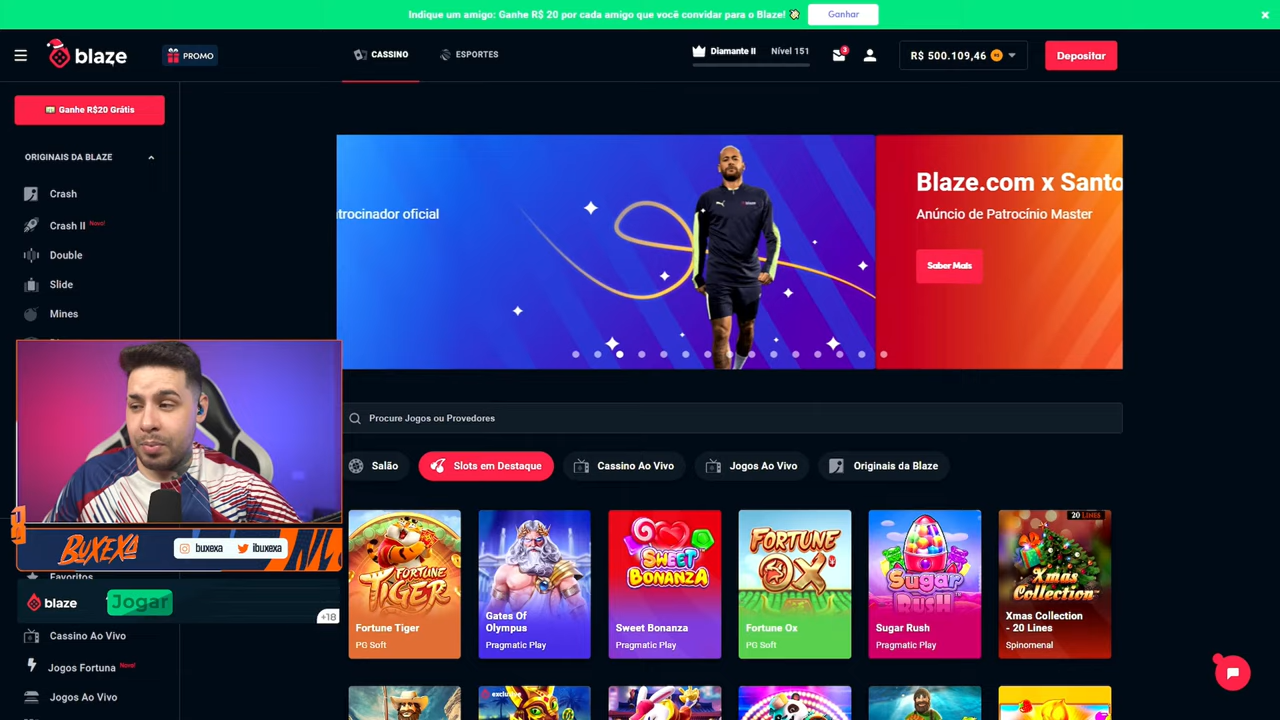 Indique um amigo: Ganhe R$ 20 por cada amigo que você convidar para o Blaze!
Ganhar
blaze
PROMO
CASSINO
ESPORTES
Diamante II
Nível 151
3
R$ 500.109,46
R$
Depositar
Ganhe R$20 Grátis
ORIGINAIS DA BLAZE
Crash
Crash II Novo!
Double
Slide
Mines
trocinador oficial
Blaze.com x Santo
Anúncio de Patrocínio Master
Saber Mais
Procure Jogos ou Provedores
Salão
Slots em Destaque
Cassino Ao Vivo
Jogos Ao Vivo
Originais da Blaze
BUXEXA
buxexa
ibuxexa
Favoritos
blaze
Jogar
+18
Cassino Ao Vivo
Jogos Fortuna Novo!
Jogos Ao Vivo
FORTUNE TIGER
Fortune Tiger
PG Soft
Gates Of
Olympus
Pragmatic Play
SWEET BONANZA
Sweet Bonanza
Pragmatic Play
FORTUNE OX
Fortune Ox
PG Soft
Sugar RUSH
Sugar Rush
Pragmatic Play
20 LINES
Xmas Collection
Xmas Collection
- 20 Lines
Spinomenal
exclusive